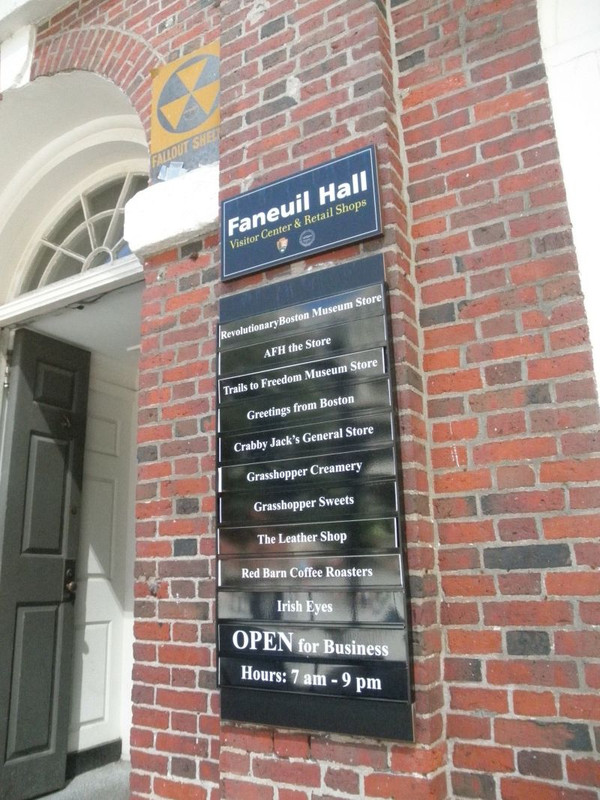 FALLOUT SHELT
Faneuil Hall
Visitor Center & Retail Shops
RevolutionaryBoston Museum Store
AFH the Store
Trails to Freedom Museum Store
Greetings from Boston
Crabby Jack's General Store
Grasshopper Creamery
Grasshopper Sweets
The Leather Shop
Red Barn Coffee Roasters
Irish Eyes
OPEN for Business
Hours: 7 am - 9 pm